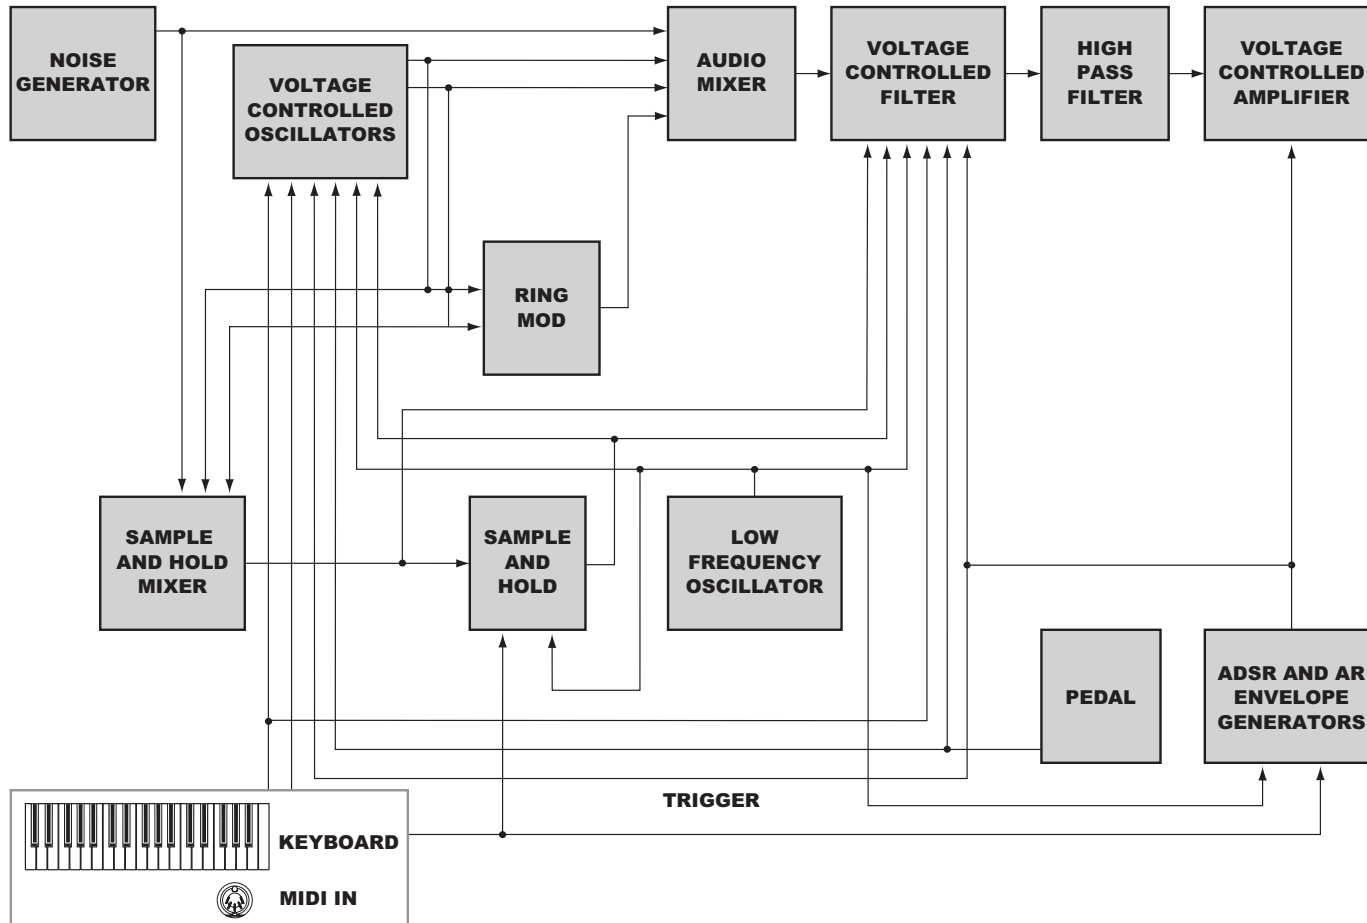 NOISE
GENERATOR
VOLTAGE
CONTROLLED
OSCILLATORS
AUDIO
MIXER
VOLTAGE
CONTROLLED
FILTER
HIGH
PASS
FILTER
VOLTAGE
CONTROLLED
AMPLIFIER
RING
MOD
SAMPLE
AND HOLD
MIXER
SAMPLE
AND
HOLD
LOW
FREQUENCY
OSCILLATOR
PEDAL
ADSR AND AR
ENVELOPE
GENERATORS
TRIGGER
KEYBOARD
MIDI IN